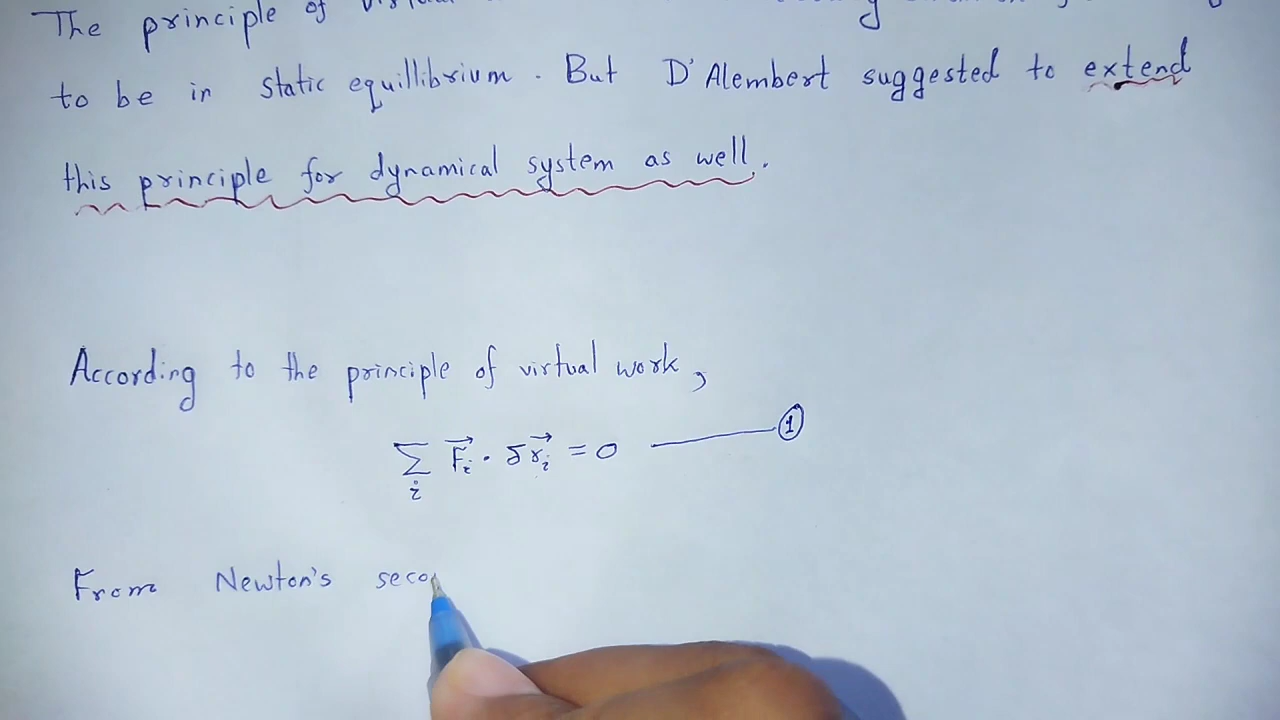 The principle of
to be in static equillibrium. But D'Alembert suggested to extend
this principle for dynamical system as well.
According to the principle of virtual work,
∑ᵢ F⃗ᵢ · δr⃗ᵢ = 0 ——— ①
From Newton's seco